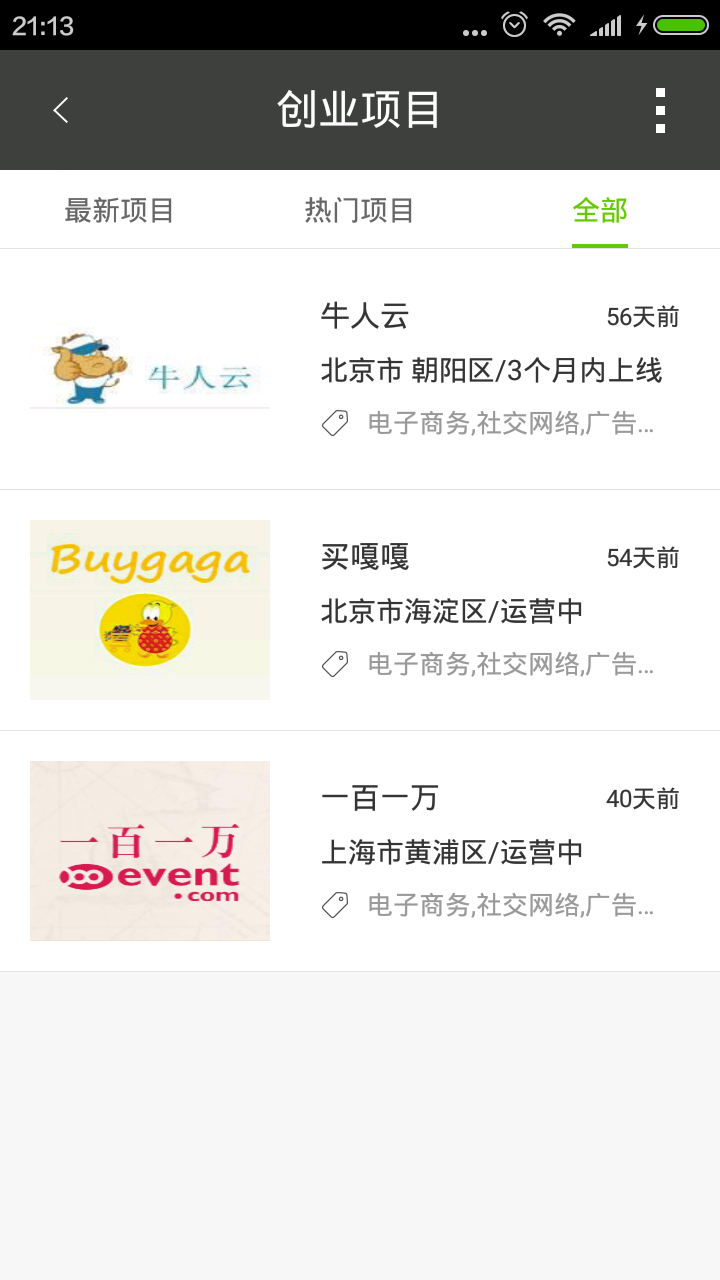 21:13
创业项目
最新项目 热门项目 全部
牛人云
牛人云 56天前
北京市 朝阳区/3个月内上线
电子商务,社交网络,广告...
Buygaga
买嘎嘎 54天前
北京市海淀区/运营中
电子商务,社交网络,广告...
一百一万
event
.com
一百一万 40天前
上海市黄浦区/运营中
电子商务,社交网络,广告...